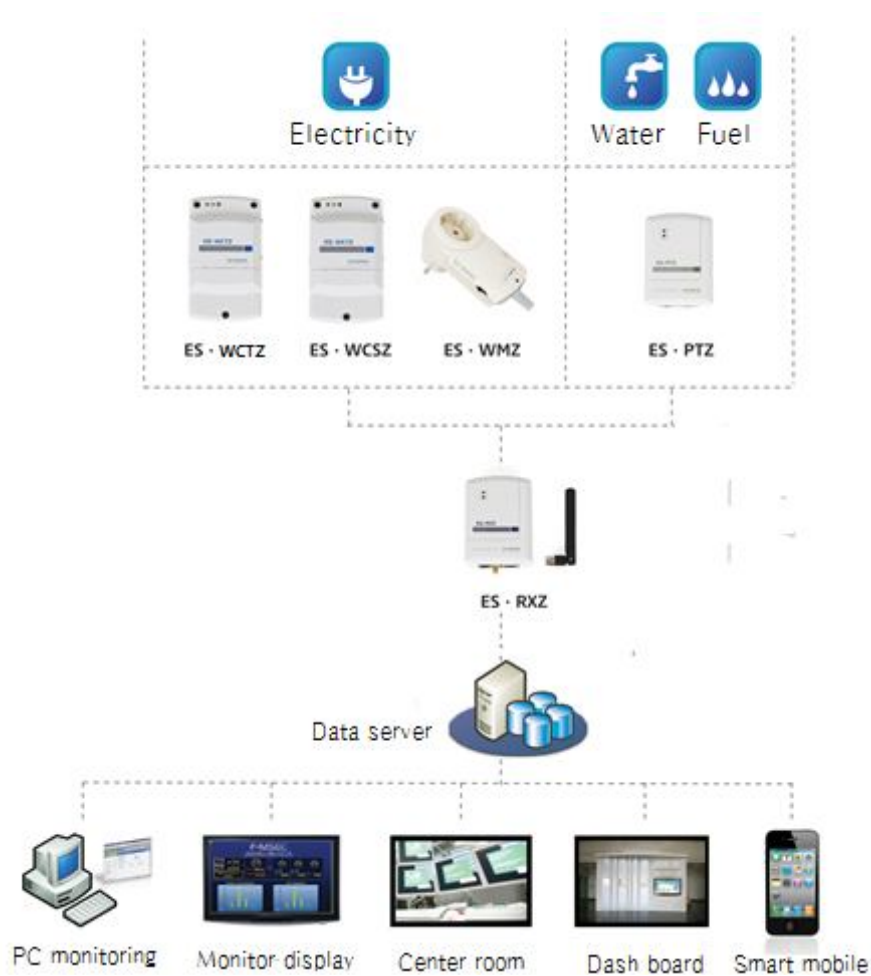 Electricity
Water
Fuel
ES · WCTZ
ES · WCSZ
ES · WMZ
ES · PTZ
ES · RXZ
Data server
PC monitoring
Monitor display
Center room
Dash board
Smart mobile